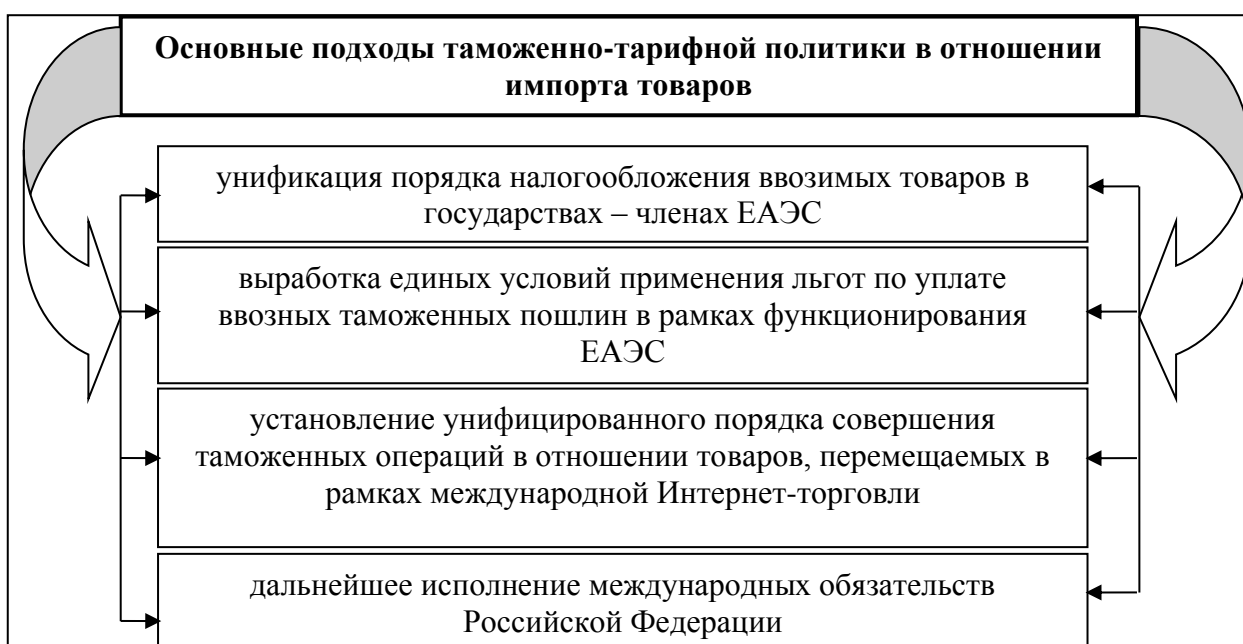 Основные подходы таможенно-тарифной политики в отношении
импорта товаров
унификация порядка налогообложения ввозимых товаров в
государствах – членах ЕАЭС
выработка единых условий применения льгот по уплате
ввозных таможенных пошлин в рамках функционирования
ЕАЭС
установление унифицированного порядка совершения
таможенных операций в отношении товаров, перемещаемых в
рамках международной Интернет-торговли
дальнейшее исполнение международных обязательств
Российской Федерации